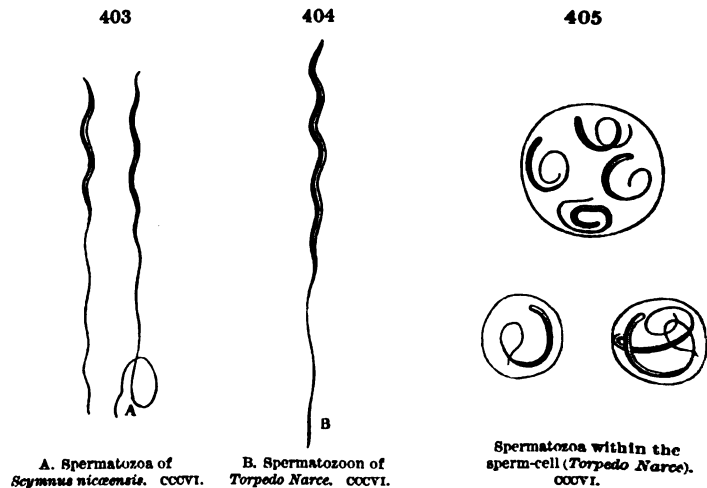 403
404
405
A
B
A. Spermatozoa of
Scymnus nicæensis. CCCVI.
B. Spermatozoon of
Torpedo Narce. CCCVI.
Spermatozoa within the
sperm-cell (Torpedo Narce).
CCCVI.